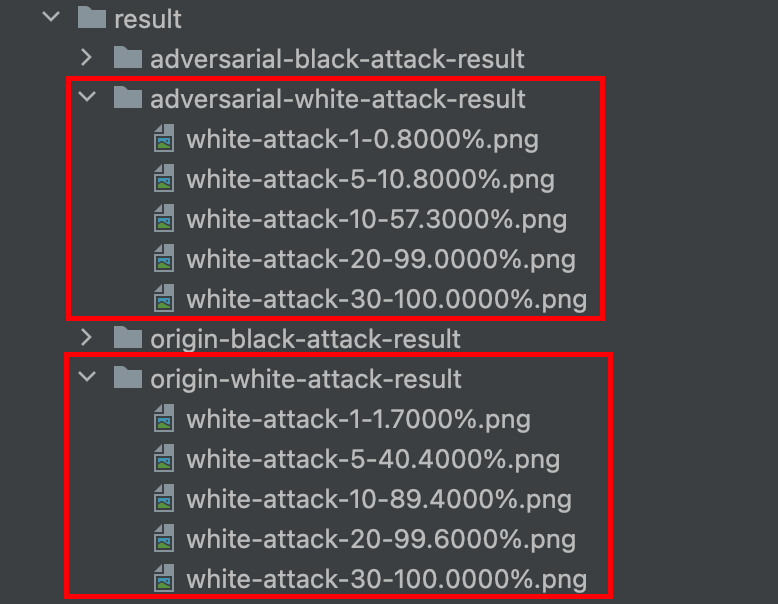 result
adversarial-black-attack-result
adversarial-white-attack-result
white-attack-1-0.8000%.png
white-attack-5-10.8000%.png
white-attack-10-57.3000%.png
white-attack-20-99.0000%.png
white-attack-30-100.0000%.png
origin-black-attack-result
origin-white-attack-result
white-attack-1-1.7000%.png
white-attack-5-40.4000%.png
white-attack-10-89.4000%.png
white-attack-20-99.6000%.png
white-attack-30-100.0000%.png